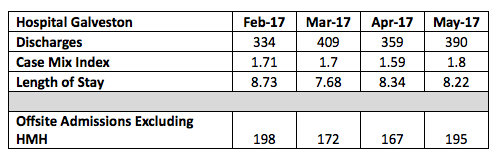 Hospital Galveston Feb-17 Mar-17 Apr-17 May-17
Discharges 334 409 359 390
Case Mix Index 1.71 1.7 1.59 1.8
Length of Stay 8.73 7.68 8.34 8.22
Offsite Admissions Excluding
HMH 198 172 167 195